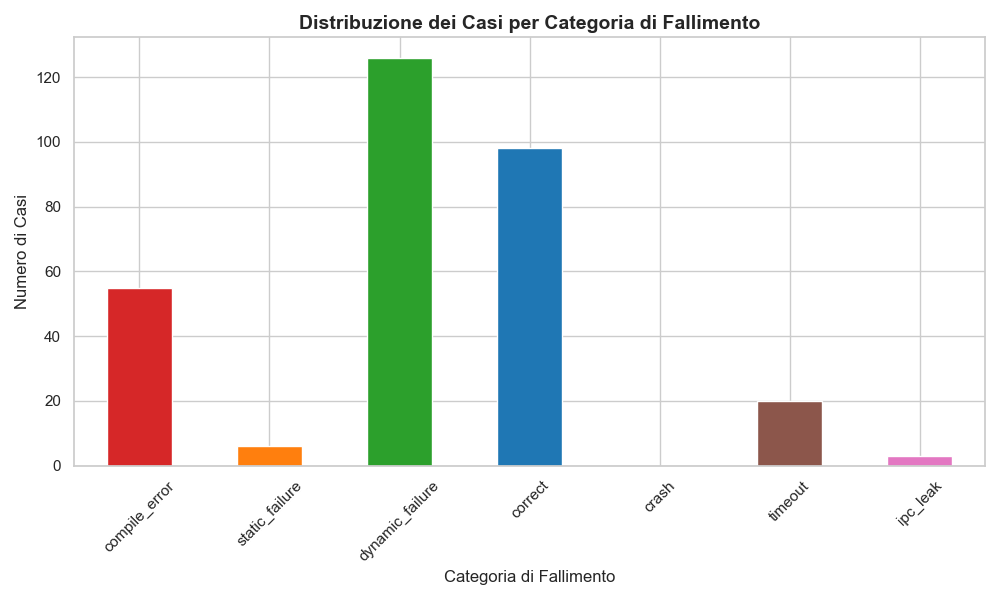 Distribuzione dei Casi per Categoria di Fallimento
Numero di Casi
120
100
80
60
40
20
0
compile_error
static_failure
dynamic_failure
correct
crash
timeout
ipc_leak
Categoria di Fallimento